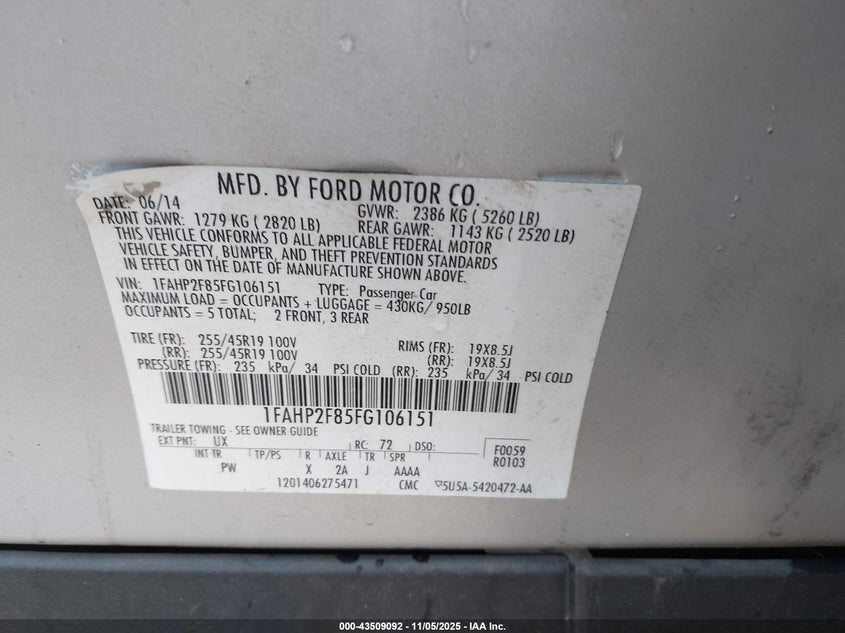 MFD. BY FORD MOTOR CO.
DATE: 06/14 GVWR: 2386 KG ( 5260 LB)
FRONT GAWR: 1279 KG ( 2820 LB) REAR GAWR: 1143 KG ( 2520 LB)
THIS VEHICLE CONFORMS TO ALL APPLICABLE FEDERAL MOTOR
VEHICLE SAFETY, BUMPER, AND THEFT PREVENTION STANDARDS
IN EFFECT ON THE DATE OF MANUFACTURE SHOWN ABOVE.
VIN: 1FAHP2F85FG106151 TYPE: Passenger Car
MAXIMUM LOAD = OCCUPANTS + LUGGAGE = 430KG/ 950LB
OCCUPANTS = 5 TOTAL; 2 FRONT, 3 REAR
TIRE (FR): 255/45R19 100V RIMS (FR): 19X8.5J
(RR): 255/45R19 100V (RR): 19X8.5J
PRESSURE (FR): 235 kPa/ 34 PSI COLD (RR): 235 kPa/ 34 PSI COLD
1FAHP2F85FG106151
TRAILER TOWING - SEE OWNER GUIDE
EXT PNT: UX RC: 72 DSO: F0059
INT TR TP/PS R AXLE TR SPR R0103
PW X 2A J AAAA
1201406275471 CMC ▽5U5A-5420472-AA
000-43509092 - 11/05/2025 - IAA Inc.